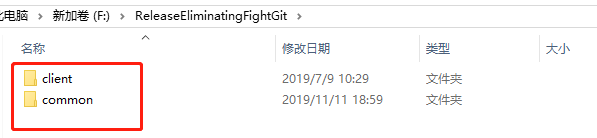 电脑 › 新加卷 (F:) › ReleaseEliminatingFightGit ›
名称 修改日期 类型 大小
client 2019/7/9 10:29 文件夹
common 2019/11/11 18:59 文件夹